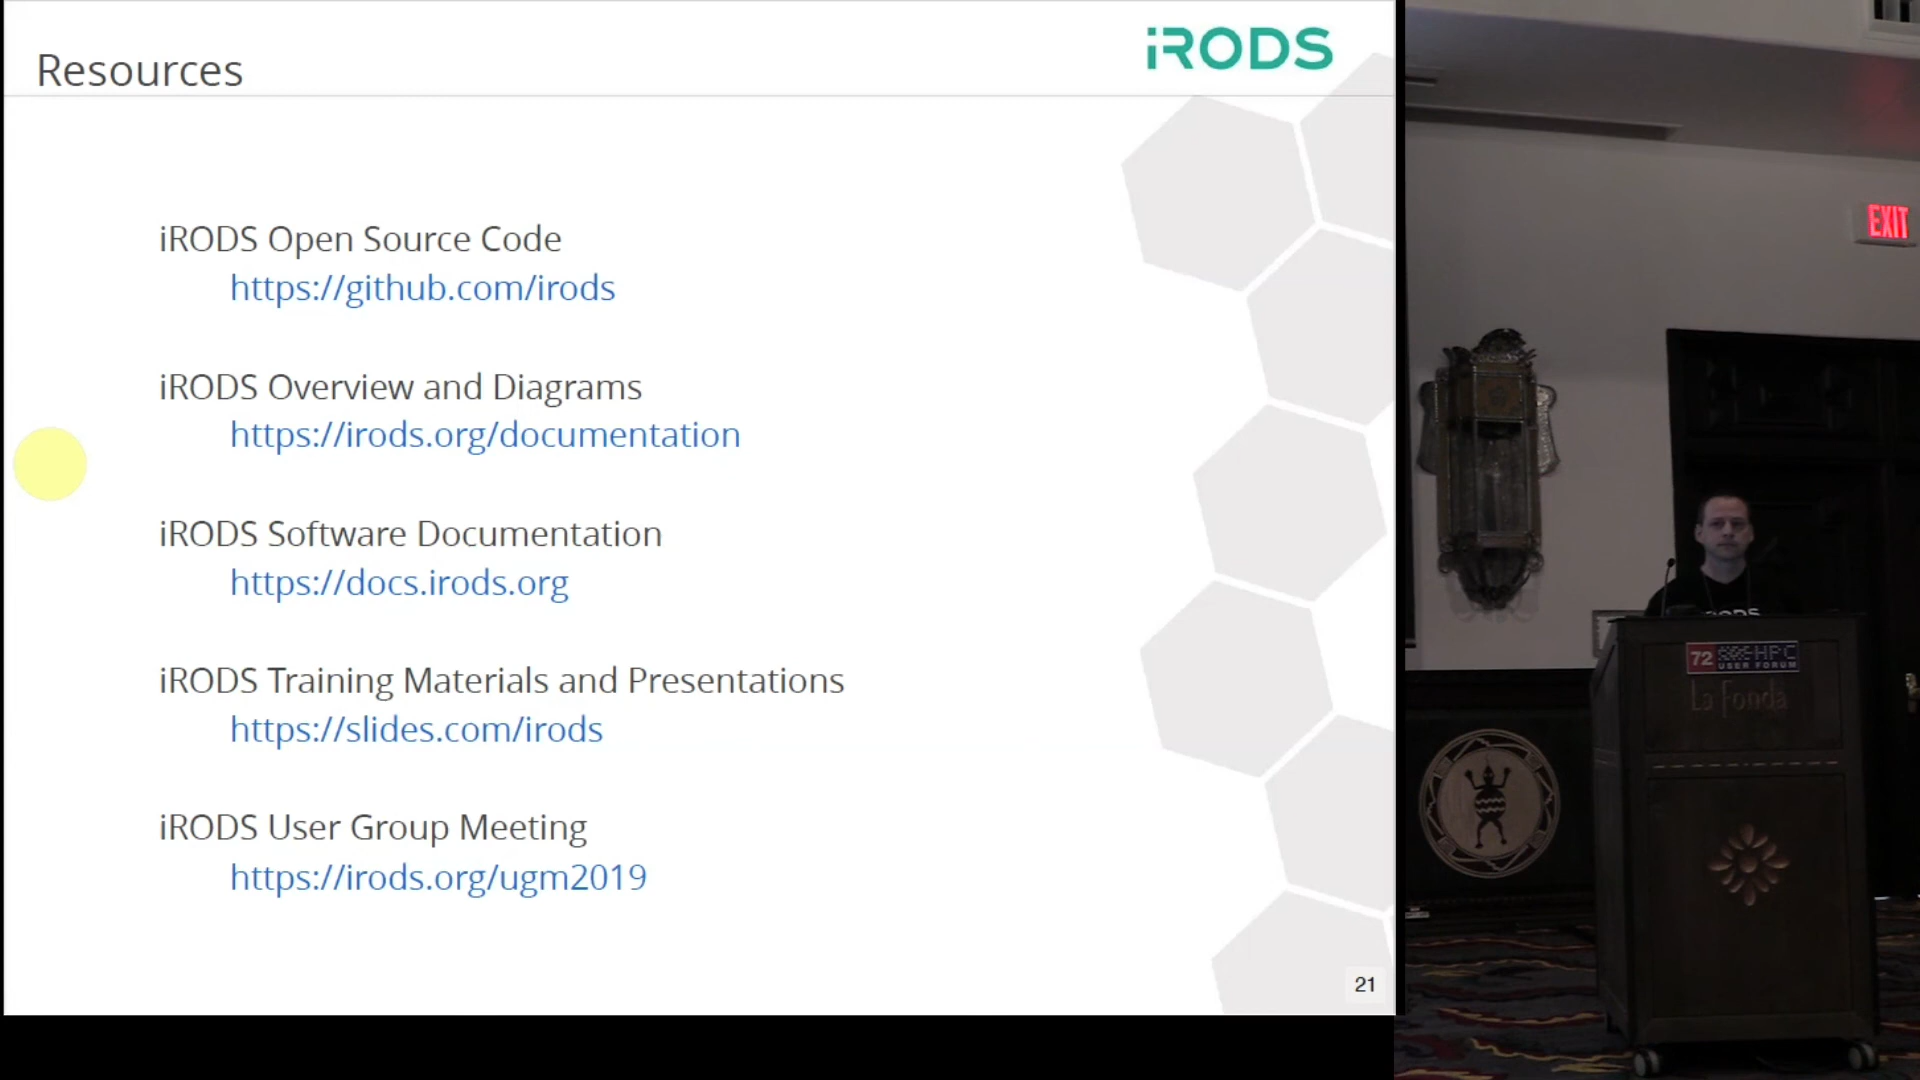 Resources
iRODS
iRODS Open Source Code
https://github.com/irods
iRODS Overview and Diagrams
https://irods.org/documentation
iRODS Software Documentation
https://docs.irods.org
iRODS Training Materials and Presentations
https://slides.com/irods
iRODS User Group Meeting
https://irods.org/ugm2019
21
EXIT
72 HPC
USER FORUM
La Fonda